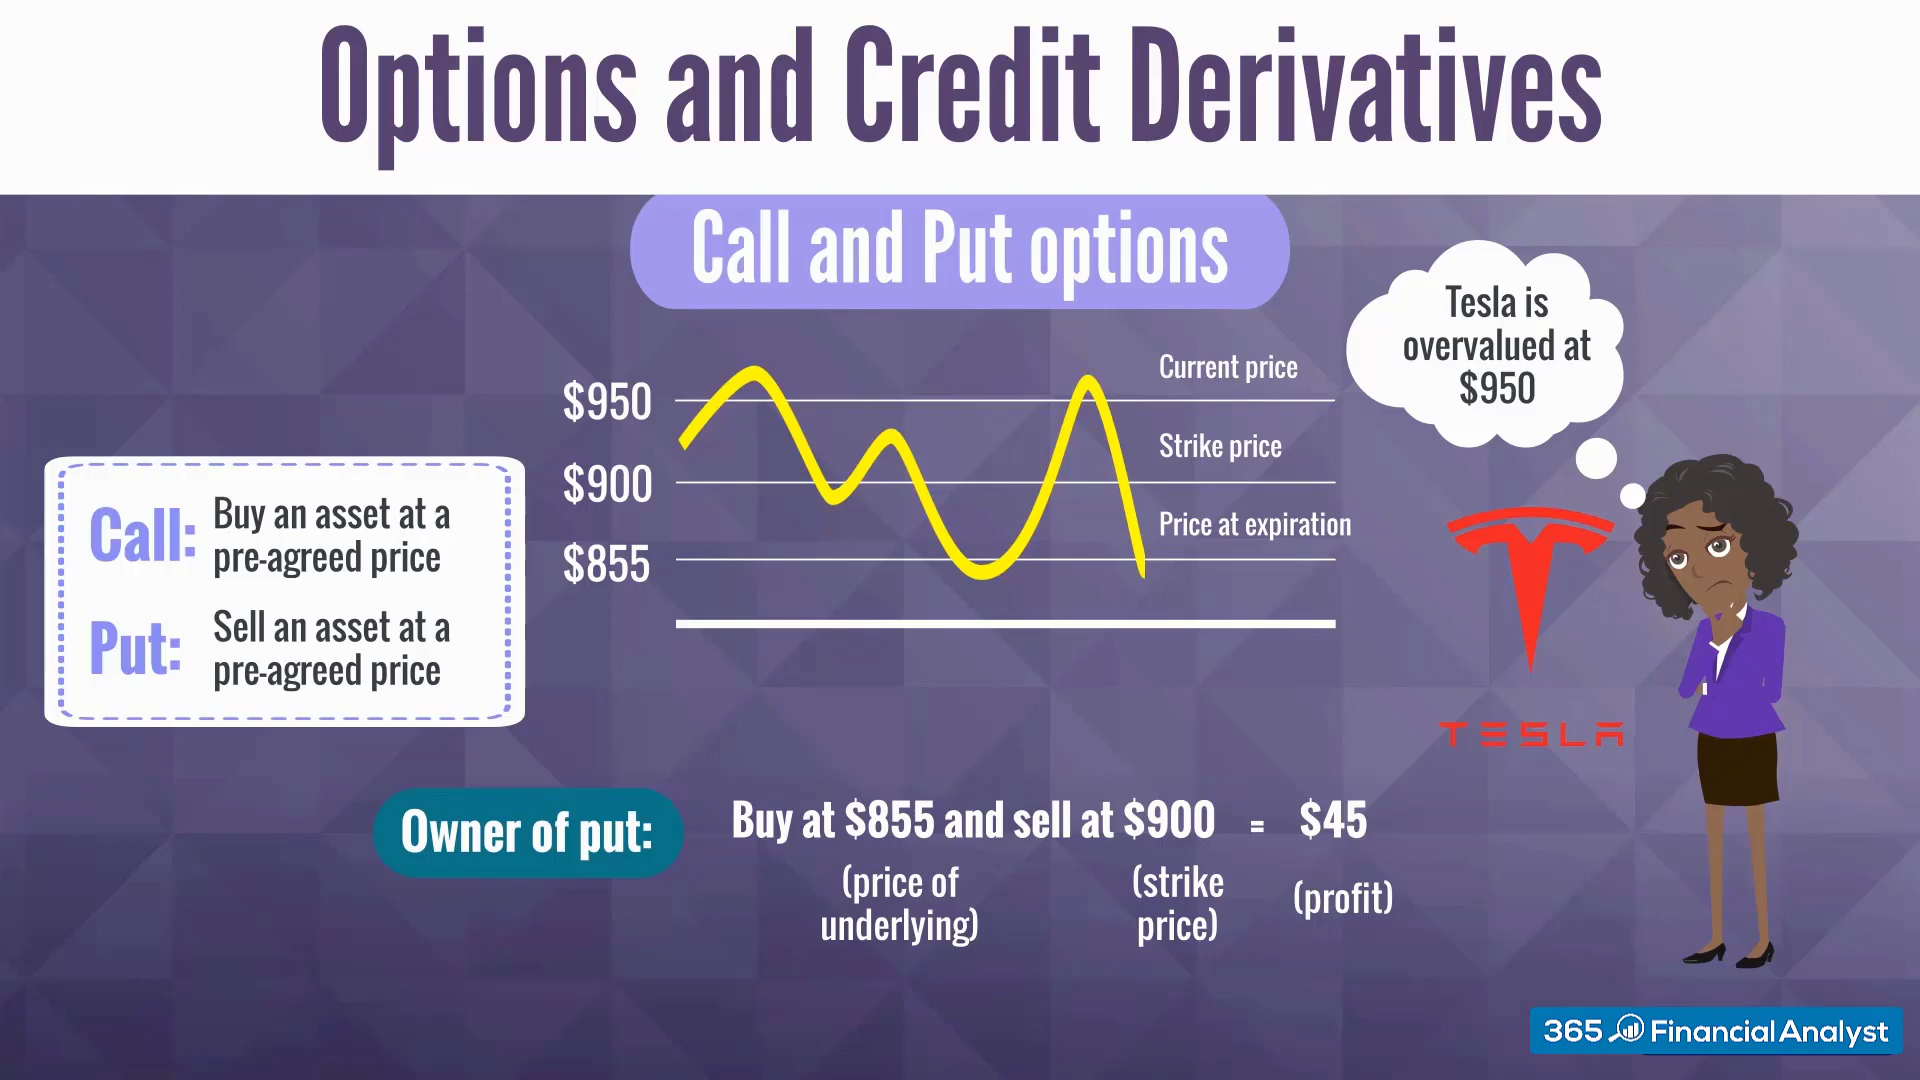 Options and Credit Derivatives
Call and Put options
Tesla is
overvalued at
$950
$950
Current price
$900
Strike price
$855
Price at expiration
Call:
Buy an asset at a
pre-agreed price
Put:
Sell an asset at a
pre-agreed price
TESLA
Owner of put:
Buy at $855 and sell at $900 = $45
(price of
underlying)
(strike
price)
(profit)
365 Financial Analyst